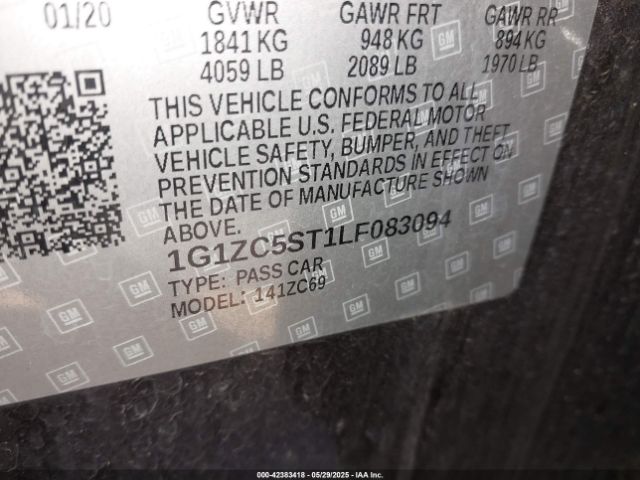 01/20 GVWR GAWR FRT GAWR RR
1841 KG 948 KG 894 KG
4059 LB 2089 LB 1970 LB
THIS VEHICLE CONFORMS TO ALL
APPLICABLE U.S. FEDERAL MOTOR
VEHICLE SAFETY, BUMPER, AND THEFT
PREVENTION STANDARDS IN EFFECT ON
THE DATE OF MANUFACTURE SHOWN
ABOVE.
1G1ZC5ST1LF083094
TYPE: PASS CAR
MODEL: 141ZC69
GM
000-42383418 - 05/29/2025 - IAA Inc.